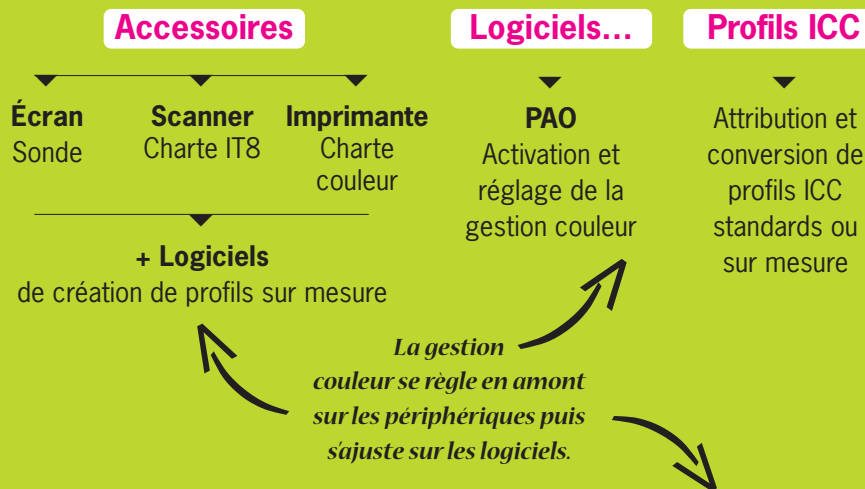 Accessoires
Écran
Sonde
Scanner
Charte IT8
Imprimante
Charte
couleur
+ Logiciels
de création de profils sur mesure
Logiciels…
PAO
Activation et
réglage de la
gestion couleur
Profils ICC
Attribution et
conversion de
profils ICC
standards ou
sur mesure
La gestion
couleur se règle en amont
sur les périphériques puis
s'ajuste sur les logiciels.